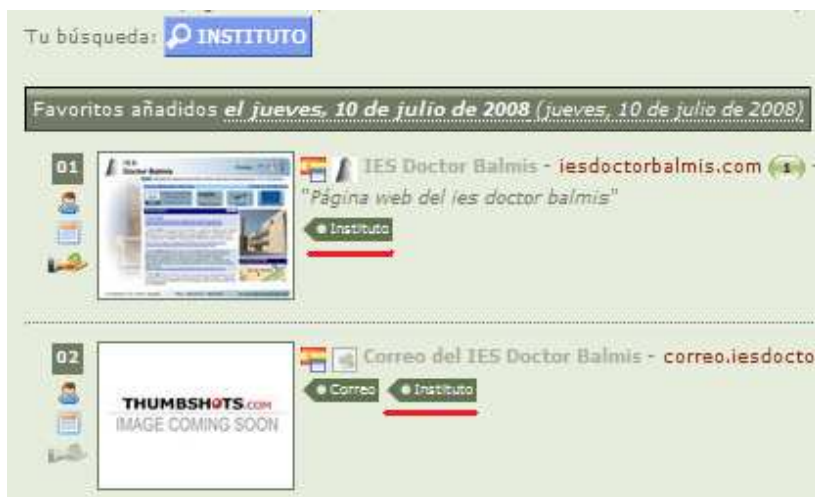 Tu búsqueda: INSTITUTO
Favoritos añadidos el jueves, 10 de julio de 2008 (jueves, 10 de julio de 2008)
01
IES Doctor Balmis - iesdoctorbalmis.com 1 -
"Página web del ies doctor balmis"
Instituto
02
Correo del IES Doctor Balmis - correo.iesdocto
Correo Instituto
THUMBSHOTS.COM
IMAGE COMING SOON